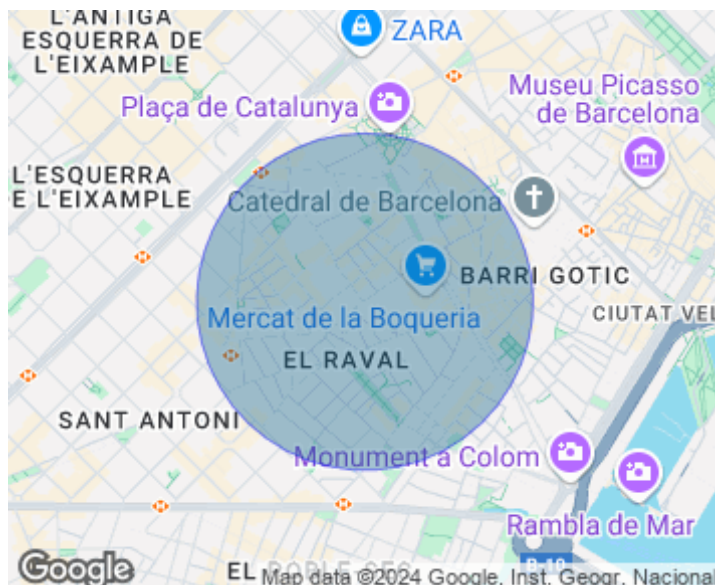 L'ANTIGA
ESQUERRA DE
L'EIXAMPLE
ZARA
Plaça de Catalunya
Museu Picasso
de Barcelona
L'ESQUERRA
E L'EIXAMPLE
Catedral de Barcelona
BARRI GOTIC
CIUTAT VEL
Mercat de la Boqueria
EL RAVAL
SANT ANTONI
Monument a Colom
Rambla de Mar
B-10
Google
EL
Map data ©2024 Google, Inst. Geogr. Nacional